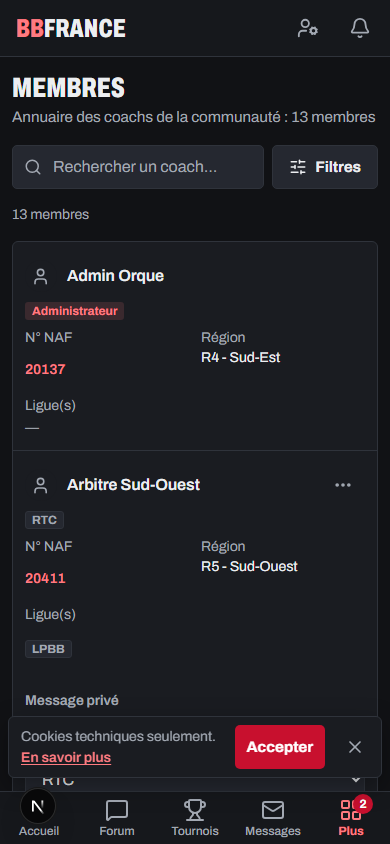 BBFRANCE
MEMBRES
Annuaire des coachs de la communauté : 13 membres
Rechercher un coach...
Filtres
13 membres
Admin Orque
Administrateur
N° NAF
Région
20137
R4 - Sud-Est
Ligue(s)
—
Arbitre Sud-Ouest
RTC
N° NAF
Région
20411
R5 - Sud-Ouest
Ligue(s)
LPBB
Message privé
Cookies techniques seulement.
En savoir plus
Accepter
RTC
N
2
Accueil
Forum
Tournois
Messages
Plus